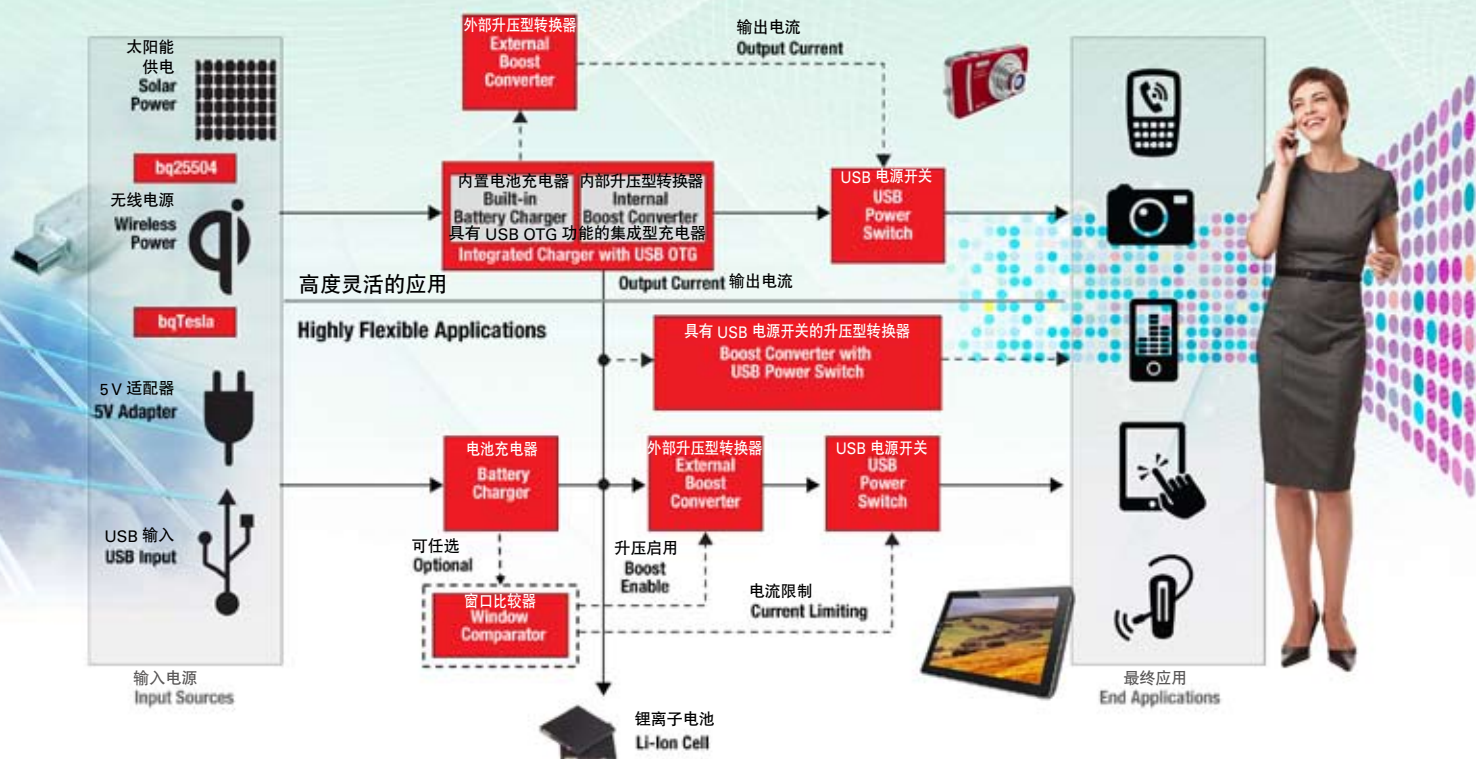 太阳能
供电
Solar
Power
bq25504
无线电源
Wireless
Power
bqTesla
5 V 适配器
5V Adapter
USB 输入
USB Input
输入电源
Input Sources
外部升压型转换器
External
Boost
Converter
输出电流
Output Current
内置电池充电器
Built-in
Battery Charger
内部升压型转换器
Internal
Boost Converter
具有 USB OTG 功能的集成型充电器
Integrated Charger with USB OTG
USB 电源开关
USB
Power
Switch
高度灵活的应用
Output Current 输出电流
Highly Flexible Applications
具有 USB 电源开关的升压型转换器
Boost Converter with
USB Power Switch
电池充电器
Battery
Charger
外部升压型转换器
External
Boost
Converter
USB 电源开关
USB
Power
Switch
可任选
Optional
升压启用
Boost
Enable
电流限制
Current Limiting
窗口比较器
Window
Comparator
锂离子电池
Li-Ion Cell
最终应用
End Applications